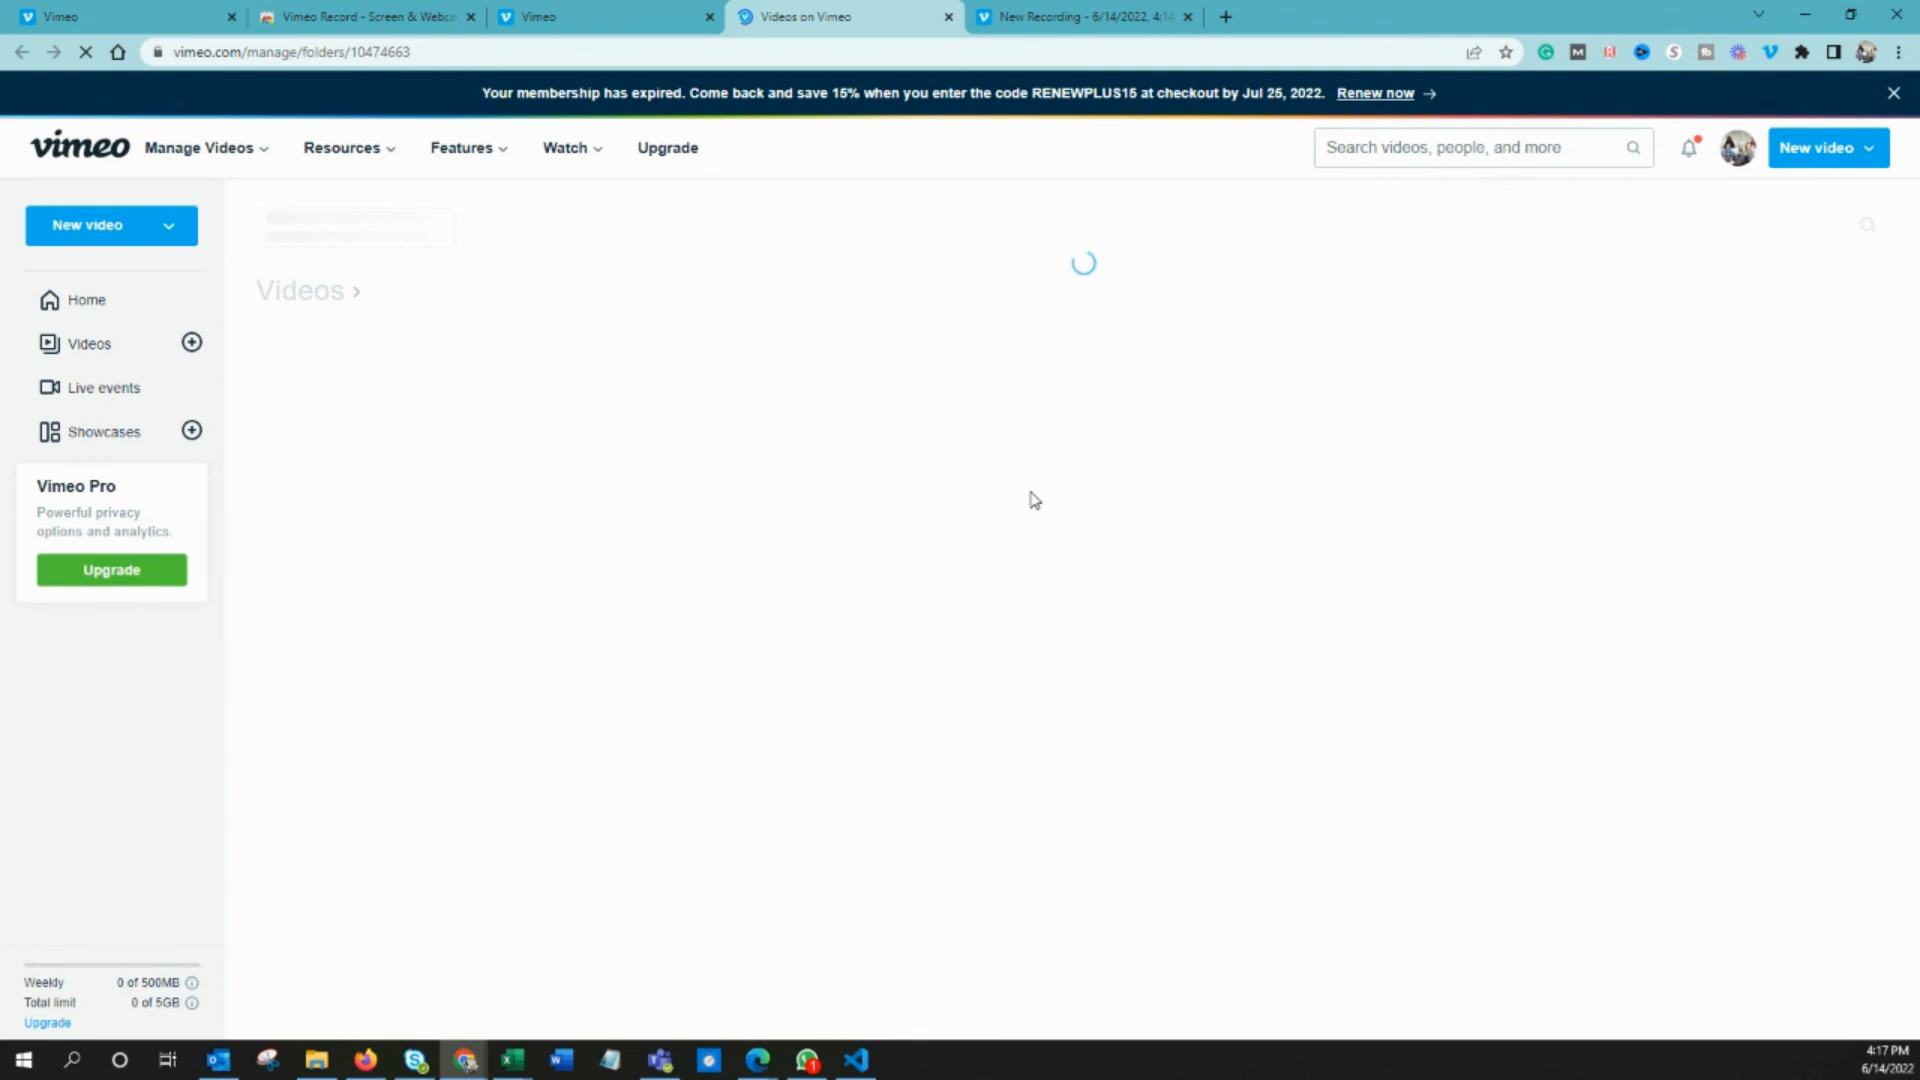 Vimeo
Vimeo Record - Screen & Webc
Vimeo
Videos on Vimeo
New Recording - 6/14/2022, 4:14
vimeo.com/manage/folders/10474663
Your membership has expired. Come back and save 15% when you enter the code RENEWPLUS15 at checkout by Jul 25, 2022. Renew now →
vimeo
Manage Videos
Resources
Features
Watch
Upgrade
Search videos, people, and more
New video
New video
Videos >
Home
Videos
Live events
Showcases
Vimeo Pro
Powerful privacy
options and analytics.
Upgrade
Weekly 0 of 500MB
Total limit 0 of 5GB
Upgrade
4:17 PM
6/14/2022